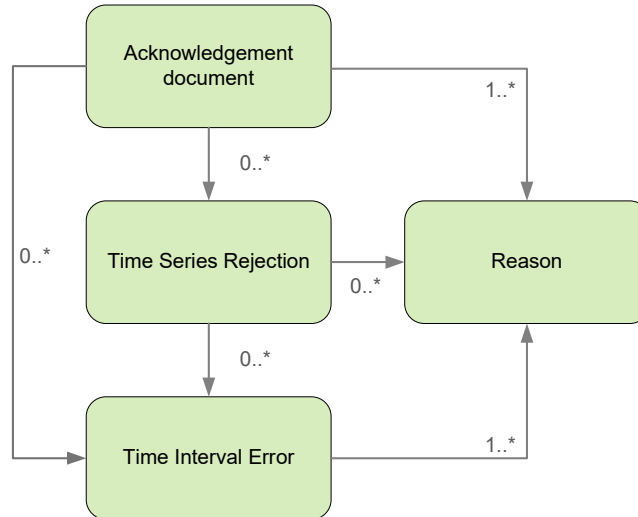 Acknowledgement
document
1..*
0..*
0..*
Time Series Rejection
0..*
Reason
0..*
Time Interval Error
1..*